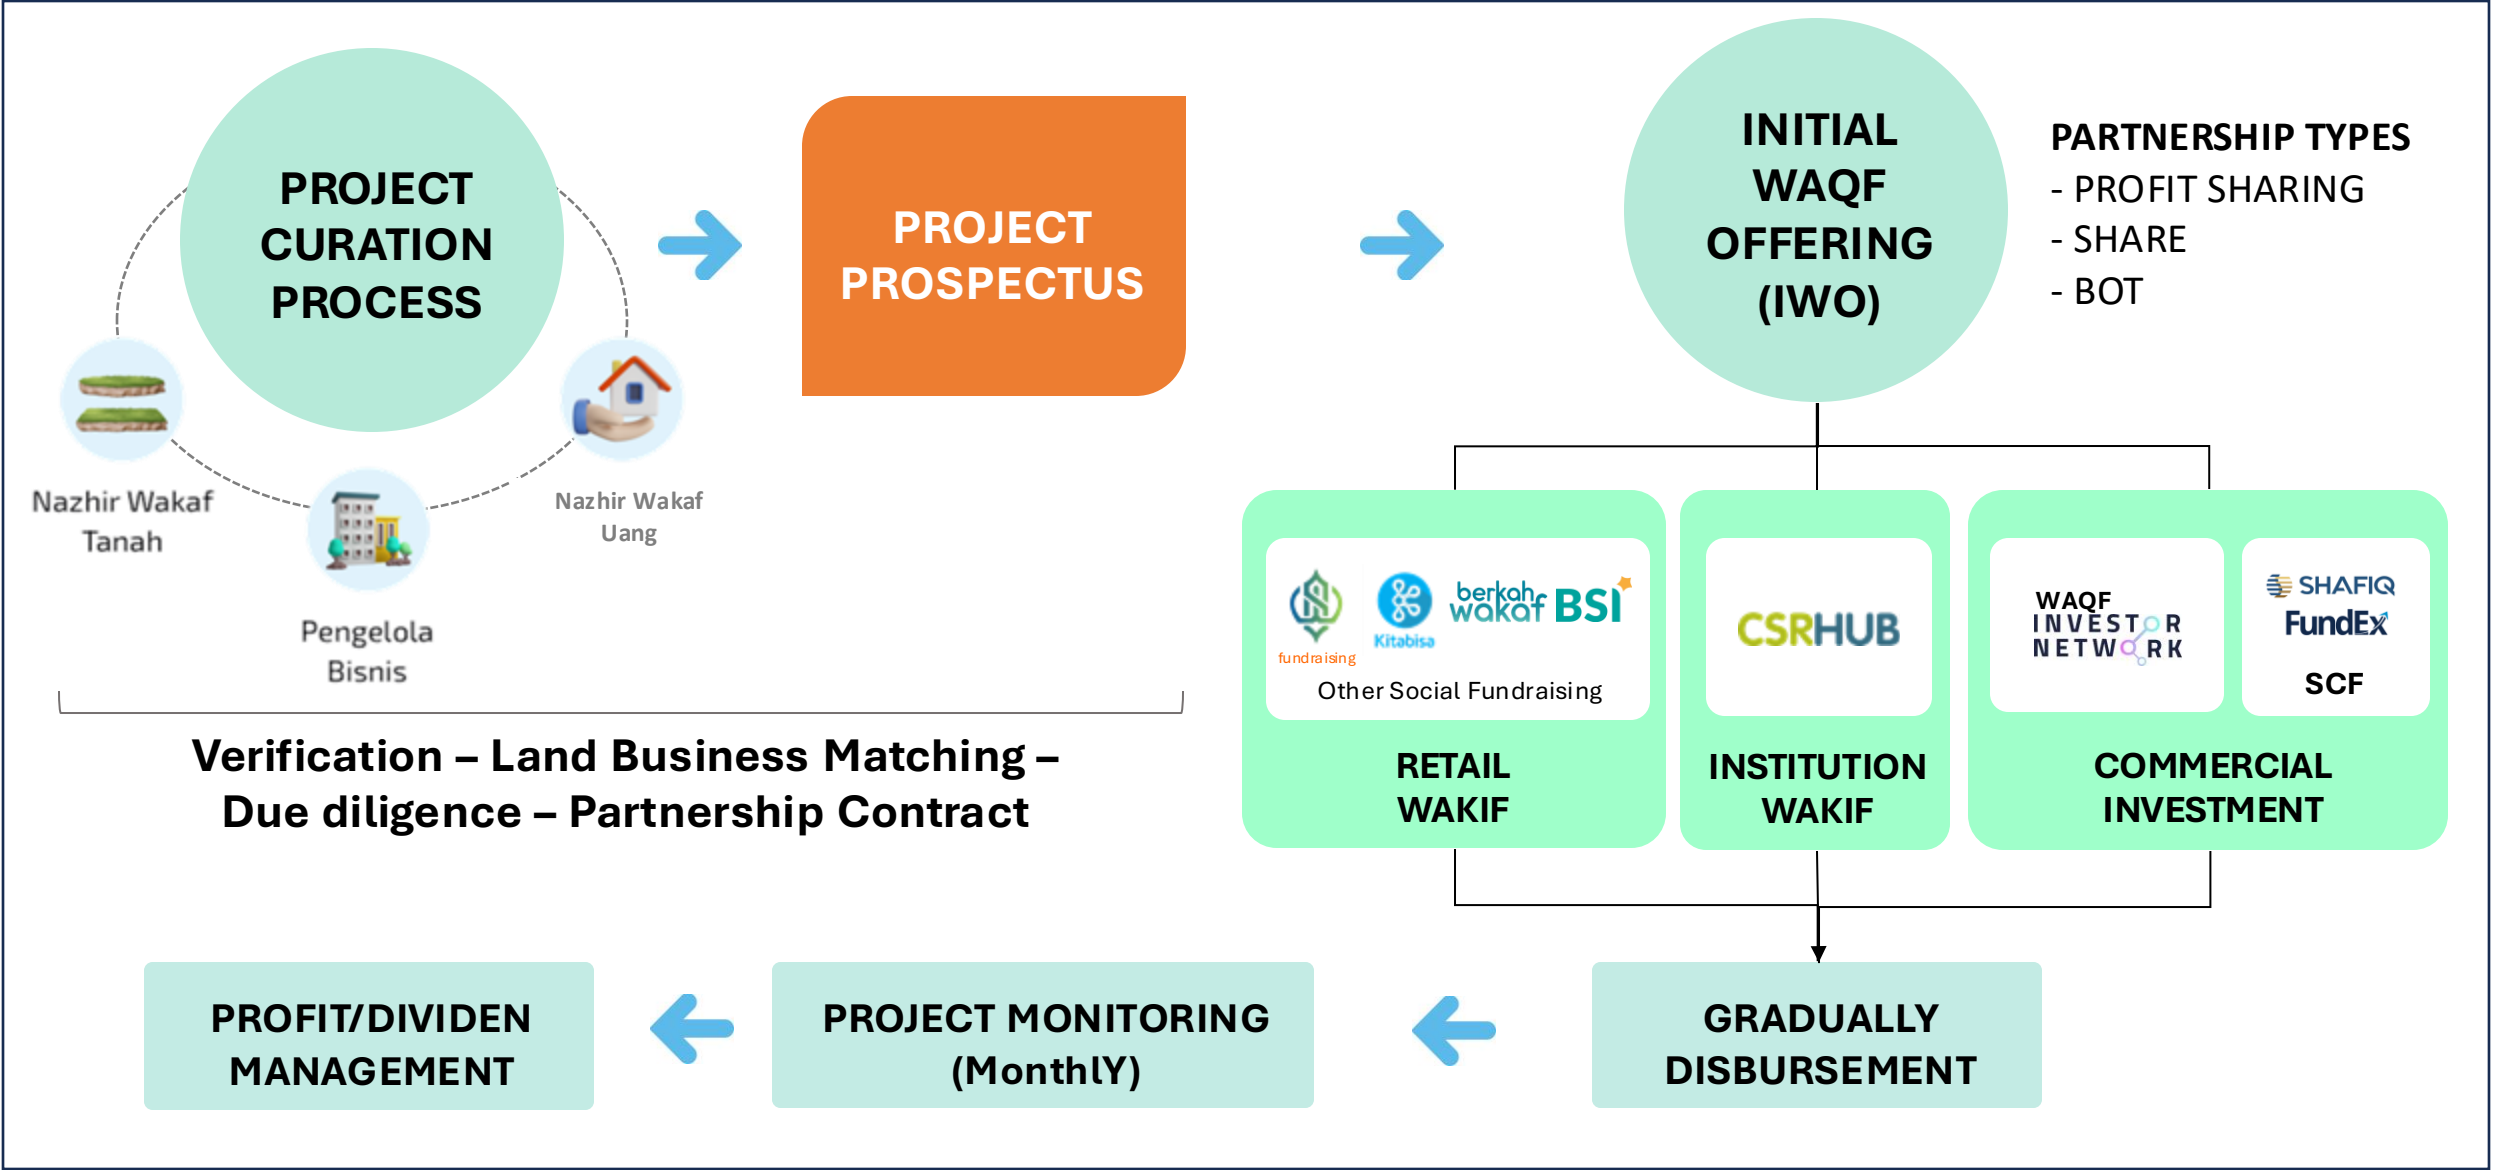 PROJECT
CURATION
PROCESS
Nazhir Wakaf
Tanah
Pengelola
Bisnis
Nazhir Wakaf
Uang
PROJECT
PROSPECTUS
Verification – Land Business Matching –
Due diligence – Partnership Contract
INITIAL
WAQF
OFFERING
(IWO)
PARTNERSHIP TYPES
- PROFIT SHARING
- SHARE
- BOT
fundraising
Kitabisa
berkah
wakaf
BSI
Other Social Fundraising
RETAIL
WAKIF
CSRHUB
INSTITUTION
WAKIF
WAQF
INVESTOR
NETWORK
SHAFIQ
FundEx
SCF
COMMERCIAL
INVESTMENT
GRADUALLY
DISBURSEMENT
PROJECT MONITORING
(MonthlY)
PROFIT/DIVIDEN
MANAGEMENT